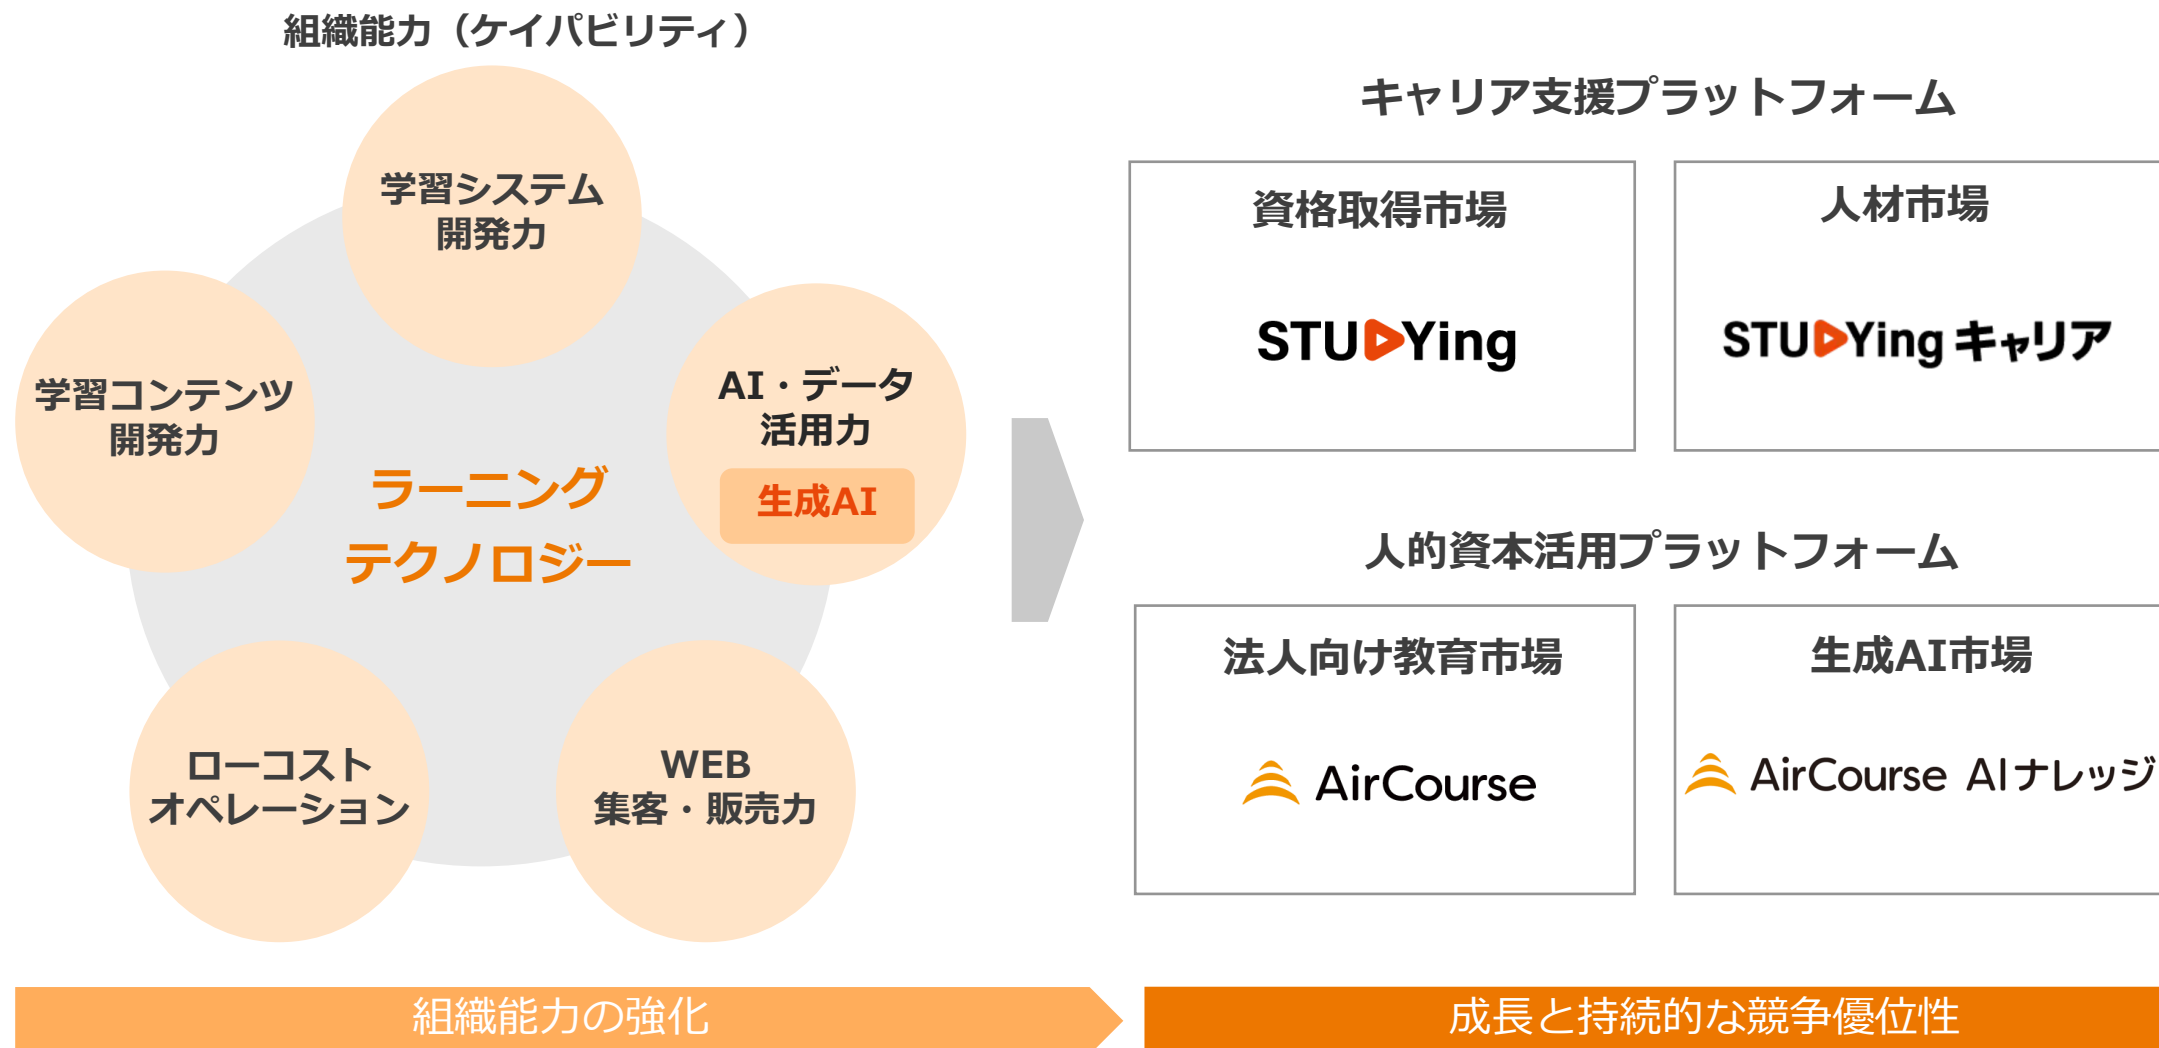 組織能力（ケイパビリティ）
学習システム
開発力
学習コンテンツ
開発力
AI・データ
活用力
生成AI
ラーニング
テクノロジー
ローコスト
オペレーション
WEB
集客・販売力
キャリア支援プラットフォーム
資格取得市場
STUDYing
人材市場
STUDYing キャリア
人的資本活用プラットフォーム
法人向け教育市場
AirCourse
生成AI市場
AirCourse AIナレッジ
組織能力の強化
成長と持続的な競争優位性